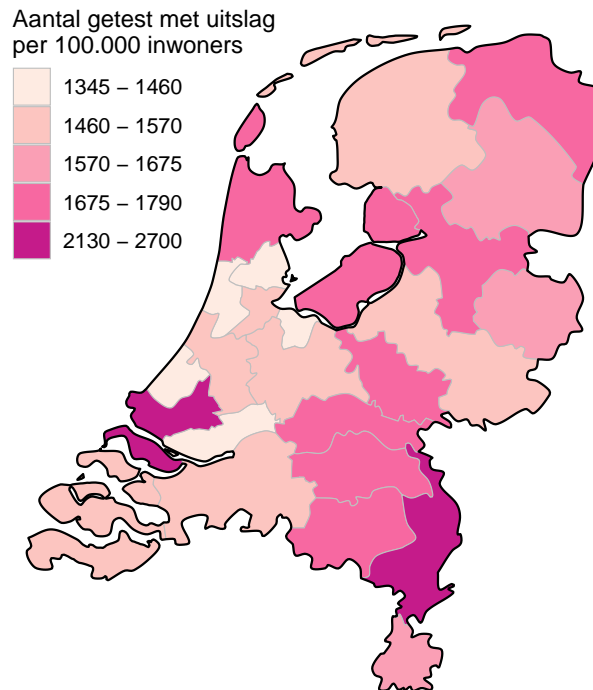 Aantal getest met uitslag
per 100.000 inwoners
1345 – 1460
1460 – 1570
1570 – 1675
1675 – 1790
2130 – 2700